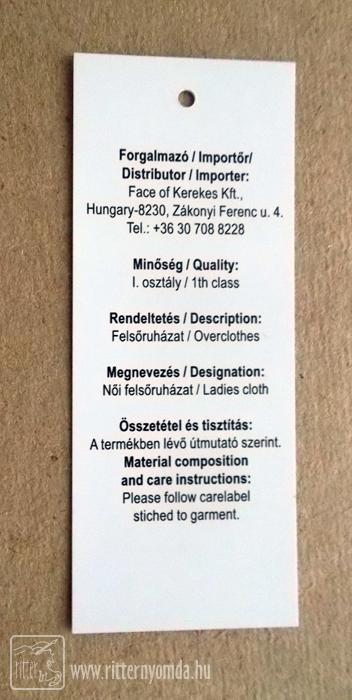 Forgalmazó / Importőr/
Distributor / Importer:
Face of Kerekes Kft.,
Hungary-8230, Zákonyi Ferenc u. 4.
Tel.: +36 30 708 8228
Minőség / Quality:
I. osztály / 1th class
Rendeltetés / Description:
Felsőruházat / Overclothes
Megnevezés / Designation:
Női felsőruházat / Ladies cloth
Összetétel és tisztítás:
A termékben lévő útmutató szerint.
Material composition
and care instructions:
Please follow carelabel
stiched to garment.
ritter
www.ritternyomda.hu